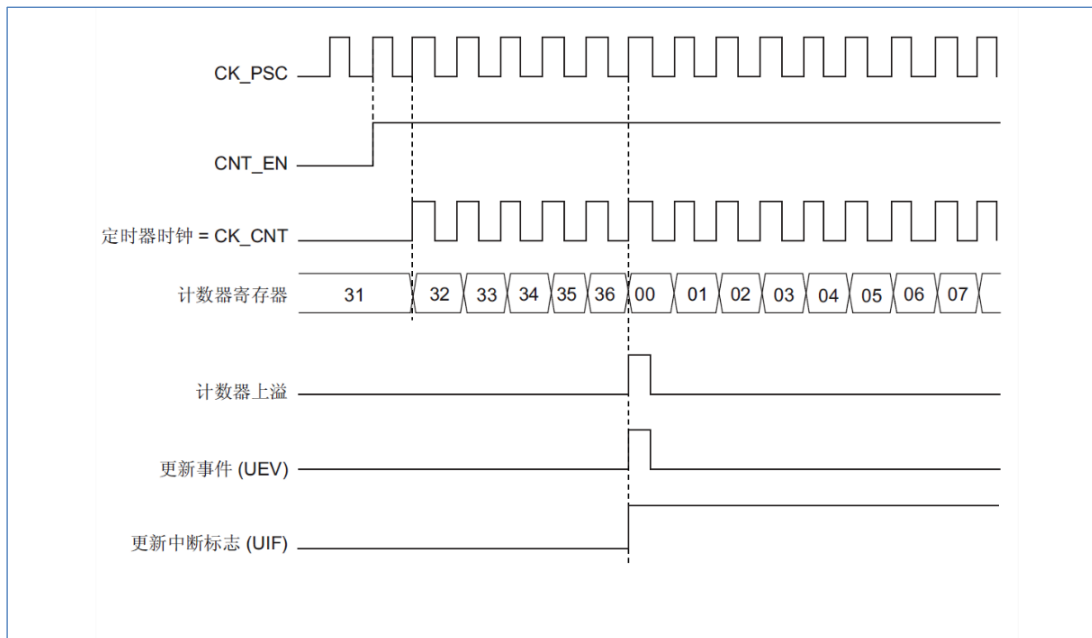 CK_PSC
CNT_EN
定时器时钟 = CK_CNT
计数器寄存器 31 32 33 34 35 36 00 01 02 03 04 05 06 07
计数器上溢
更新事件 (UEV)
更新中断标志 (UIF)